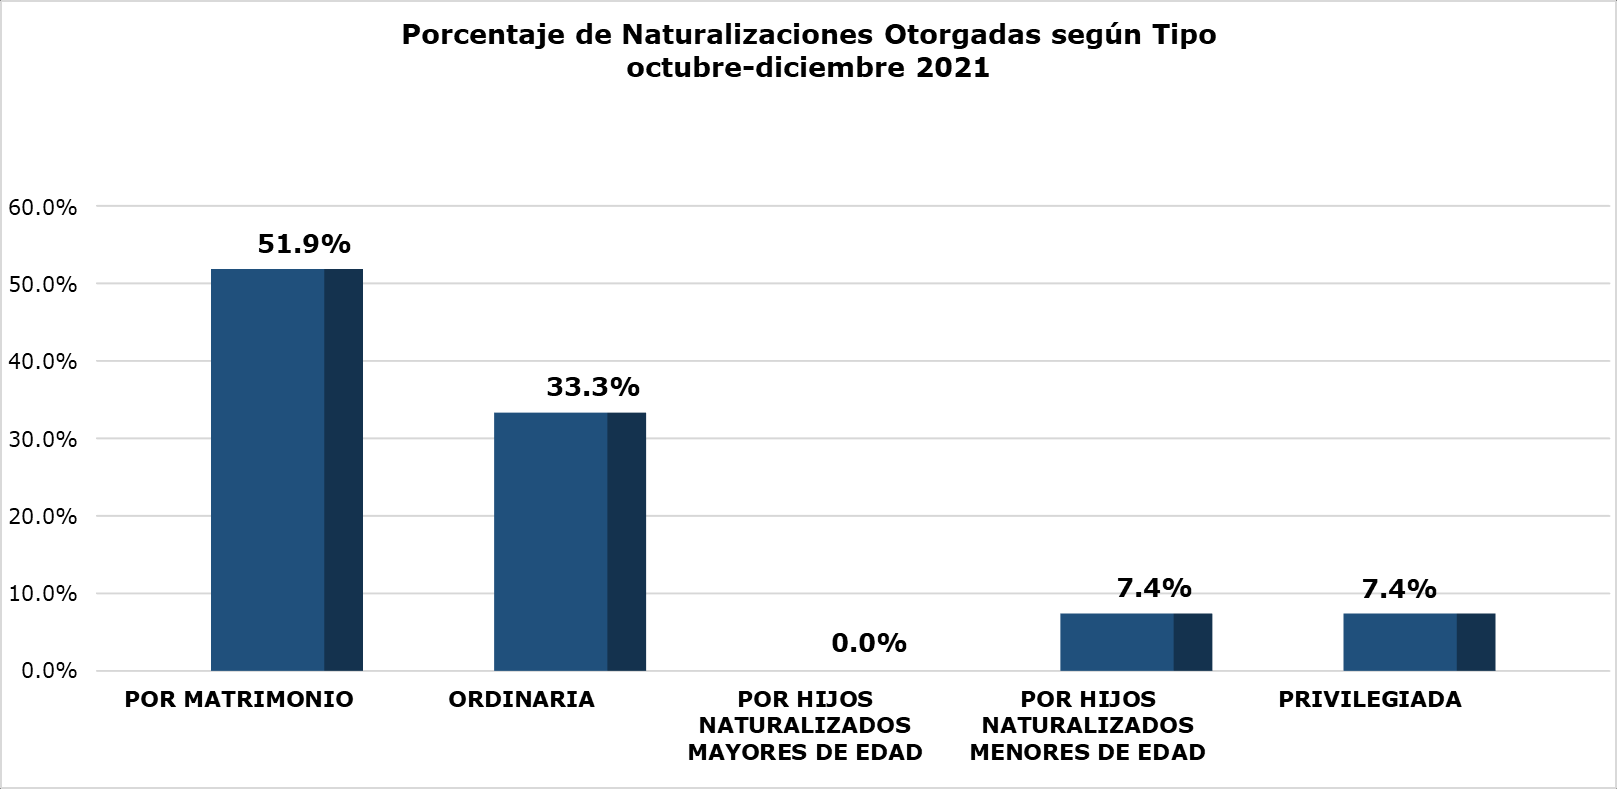 Porcentaje de Naturalizaciones Otorgadas según Tipo
octubre-diciembre 2021
60.0%
50.0%
40.0%
30.0%
20.0%
10.0%
0.0%
51.9%
33.3%
0.0%
7.4%
7.4%
POR MATRIMONIO
ORDINARIA
POR HIJOS
NATURALIZADOS
MAYORES DE EDAD
POR HIJOS
NATURALIZADOS
MENORES DE EDAD
PRIVILEGIADA